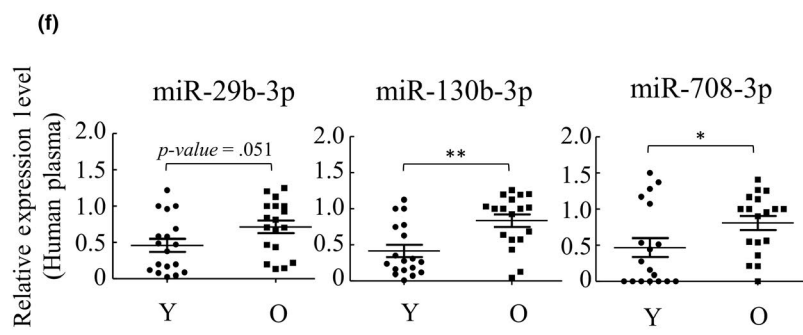 (f)
Relative expression level
(Human plasma)
miR-29b-3p
2.0
1.5
1.0
0.5
0
p-value = .051
Y
O
miR-130b-3p
2.0
1.5
1.0
0.5
0
**
Y
O
miR-708-3p
2.0
1.5
1.0
0.5
0
*
Y
O